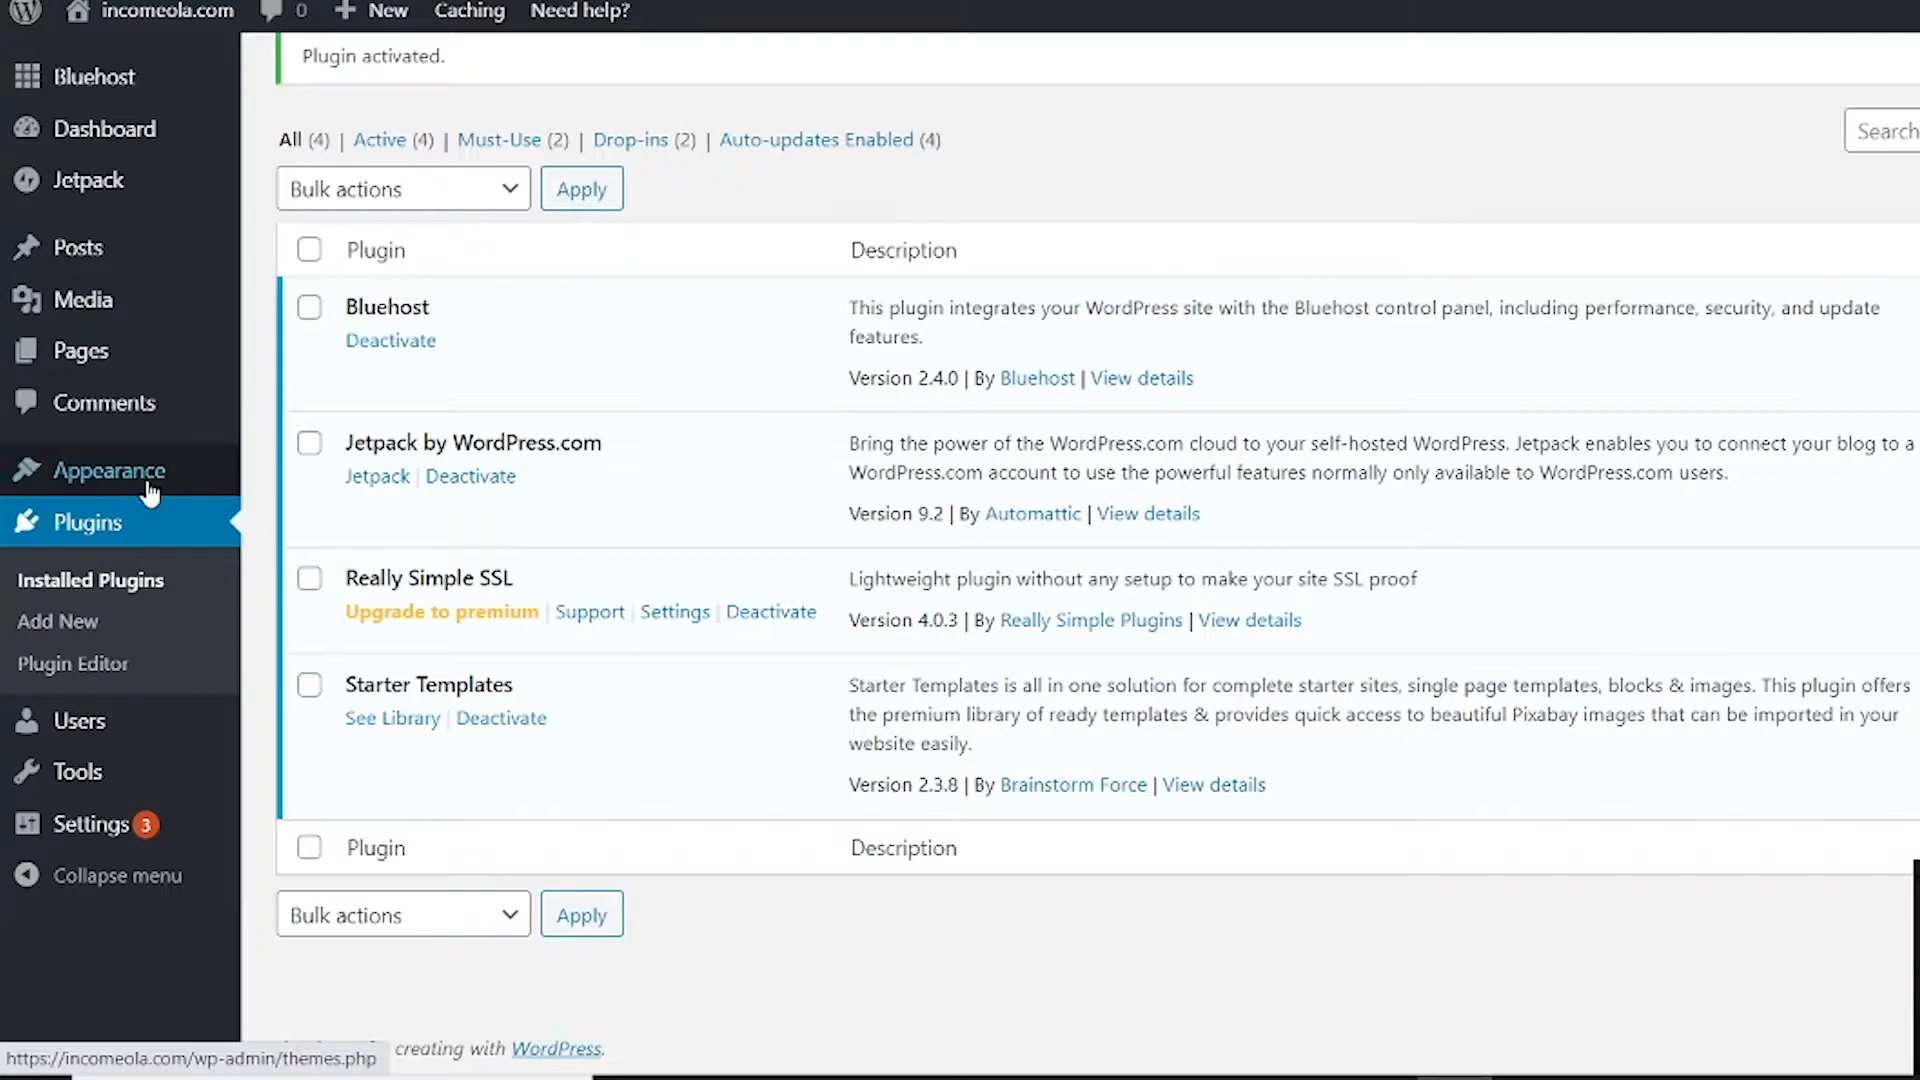 incomeola.com 0 + New Caching Need help?
Bluehost
Dashboard
Jetpack
Posts
Media
Pages
Comments
Appearance
Plugins
Installed Plugins
Add New
Plugin Editor
Users
Tools
Settings 3
Collapse menu
Plugin activated.
All (4) | Active (4) | Must-Use (2) | Drop-ins (2) | Auto-updates Enabled (4)
Search
Bulk actions Apply
Plugin Description
Bluehost
Deactivate
This plugin integrates your WordPress site with the Bluehost control panel, including performance, security, and update
features.
Version 2.4.0 | By Bluehost | View details
Jetpack by WordPress.com
Jetpack | Deactivate
Bring the power of the WordPress.com cloud to your self-hosted WordPress. Jetpack enables you to connect your blog to a
WordPress.com account to use the powerful features normally only available to WordPress.com users.
Version 9.2 | By Automattic | View details
Really Simple SSL
Upgrade to premium | Support | Settings | Deactivate
Lightweight plugin without any setup to make your site SSL proof
Version 4.0.3 | By Really Simple Plugins | View details
Starter Templates
See Library | Deactivate
Starter Templates is all in one solution for complete starter sites, single page templates, blocks & images. This plugin offers
the premium library of ready templates & provides quick access to beautiful Pixabay images that can be imported in your
website easily.
Version 2.3.8 | By Brainstorm Force | View details
Plugin Description
Bulk actions Apply
creating with WordPress.
https://incomeola.com/wp-admin/themes.php